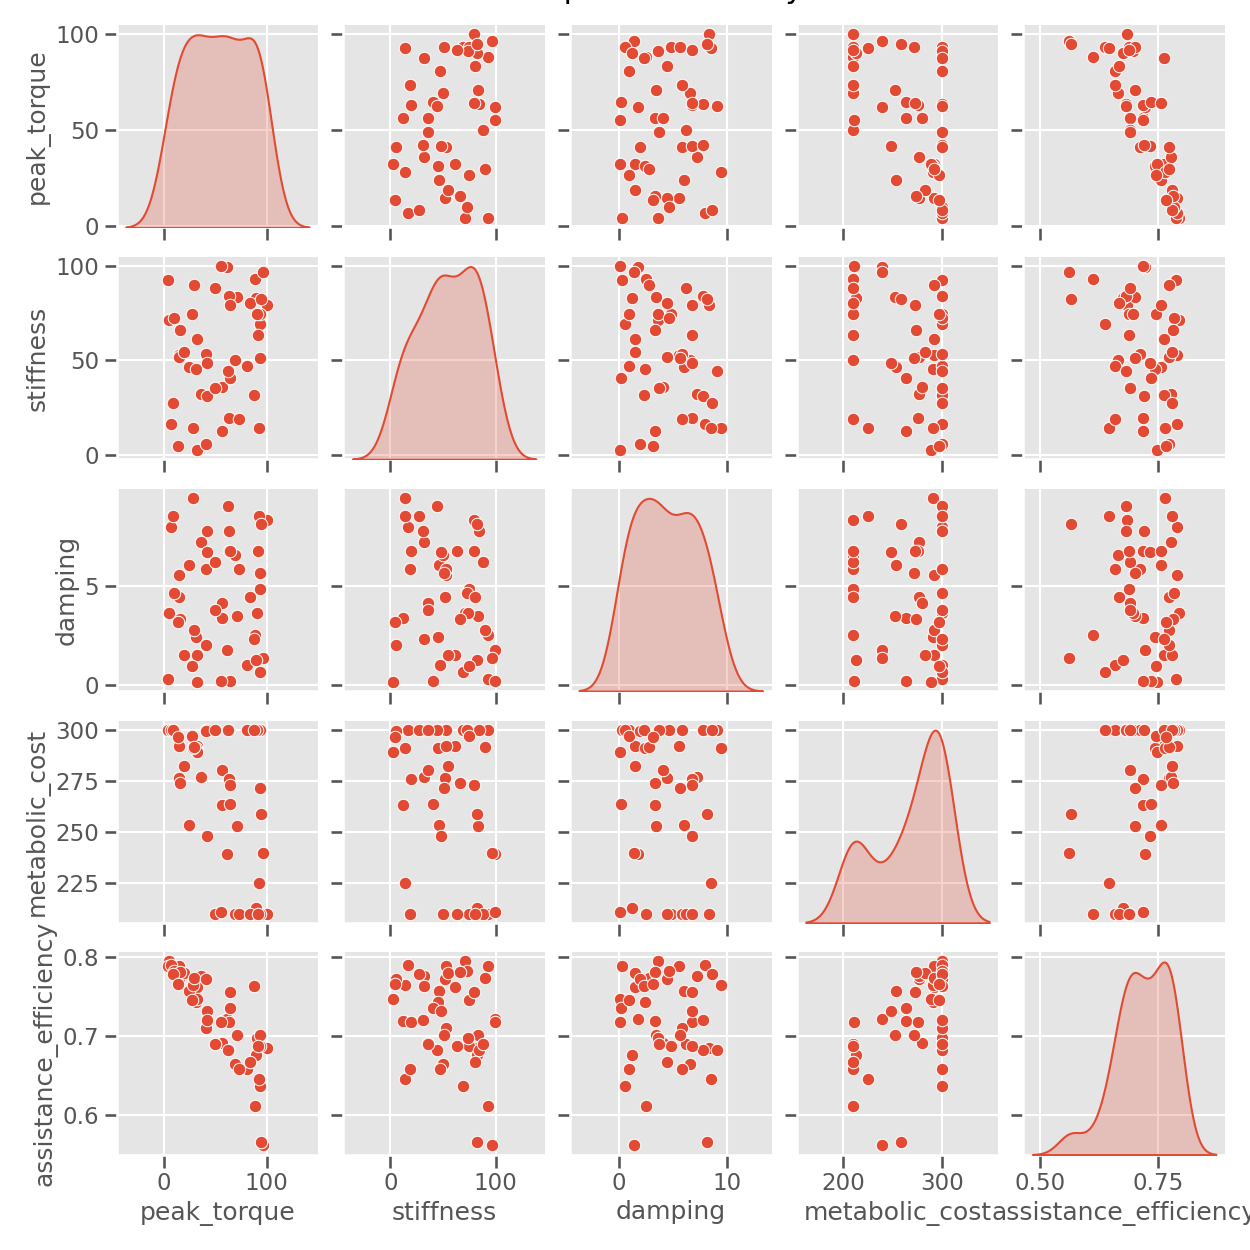 100
50
0
peak_torque
100
50
0
stiffness
5
0
damping
300
275
250
225
metabolic_cost
0.8
0.7
0.6
assistance_efficiency
0 100
0 100
0 10
200 300
0.50 0.75
peak_torque
stiffness
damping
metabolic_cost
assistance_efficiency